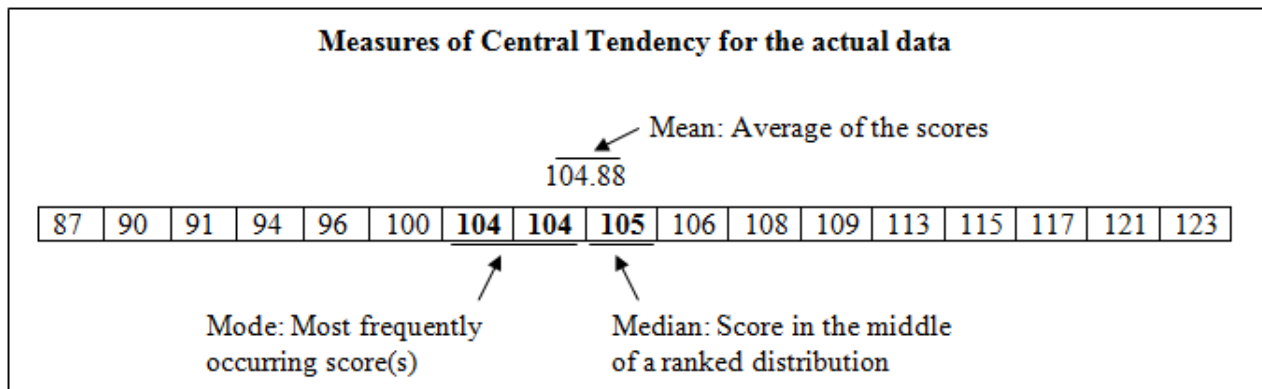 Measures of Central Tendency for the actual data
Mean: Average of the scores
104.88
87 90 91 94 96 100 104 104 105 106 108 109 113 115 117 121 123
Mode: Most frequently
occurring score(s)
Median: Score in the middle
of a ranked distribution